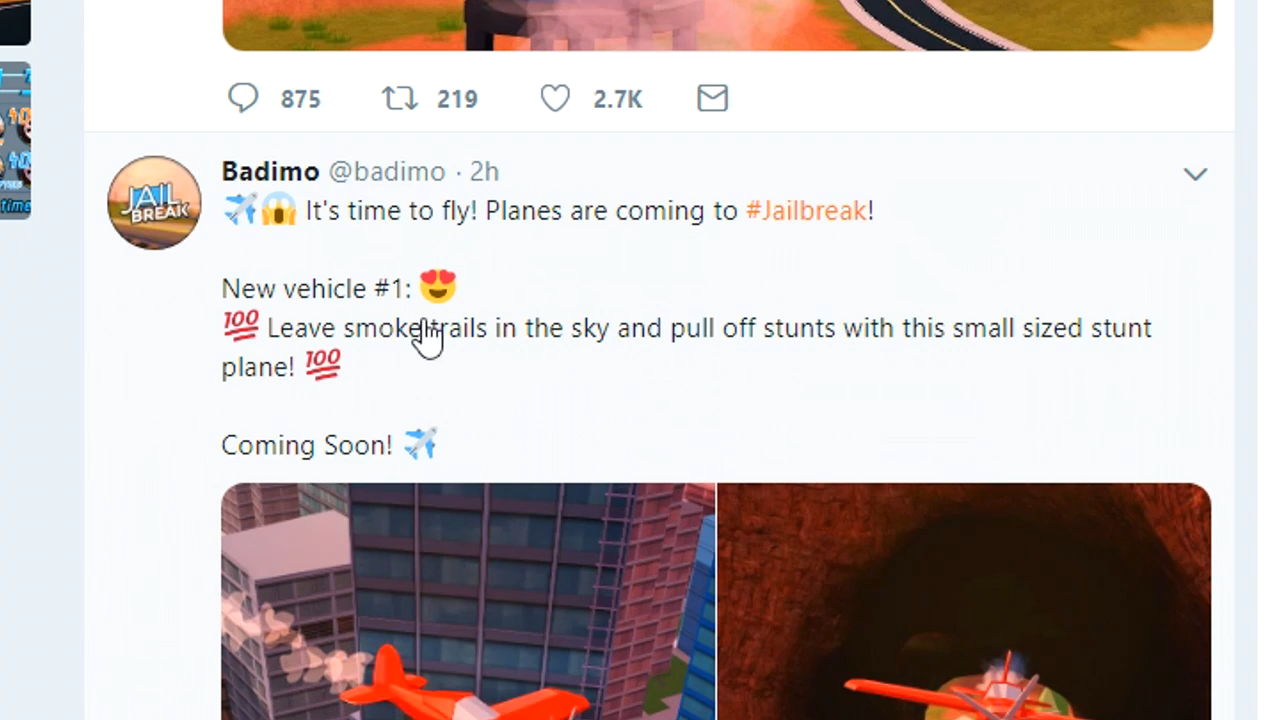 875 219 2.7K
Badimo @badimo · 2h
✈️😱 It's time to fly! Planes are coming to #Jailbreak!
New vehicle #1: 😍
💯 Leave smoke trails in the sky and pull off stunts with this small sized stunt
plane! 💯
Coming Soon! ✈️
JAIL
BREAK
time